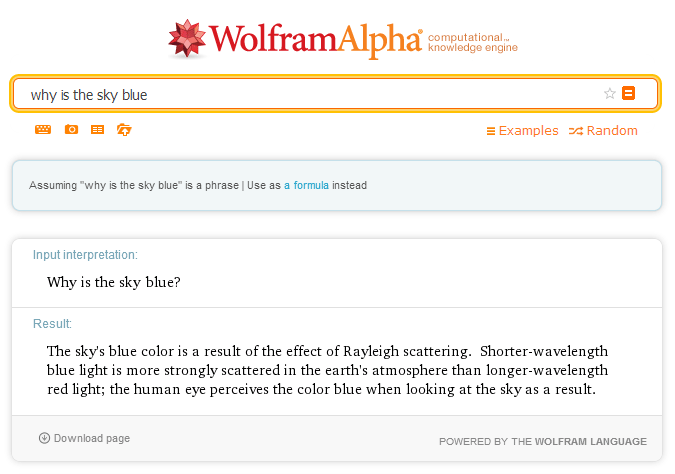 WolframAlpha® computational...
knowledge engine
why is the sky blue
Examples Random
Assuming "why is the sky blue" is a phrase | Use as a formula instead
Input interpretation:
Why is the sky blue?
Result:
The sky's blue color is a result of the effect of Rayleigh scattering. Shorter-wavelength
blue light is more strongly scattered in the earth's atmosphere than longer-wavelength
red light; the human eye perceives the color blue when looking at the sky as a result.
Download page
POWERED BY THE WOLFRAM LANGUAGE